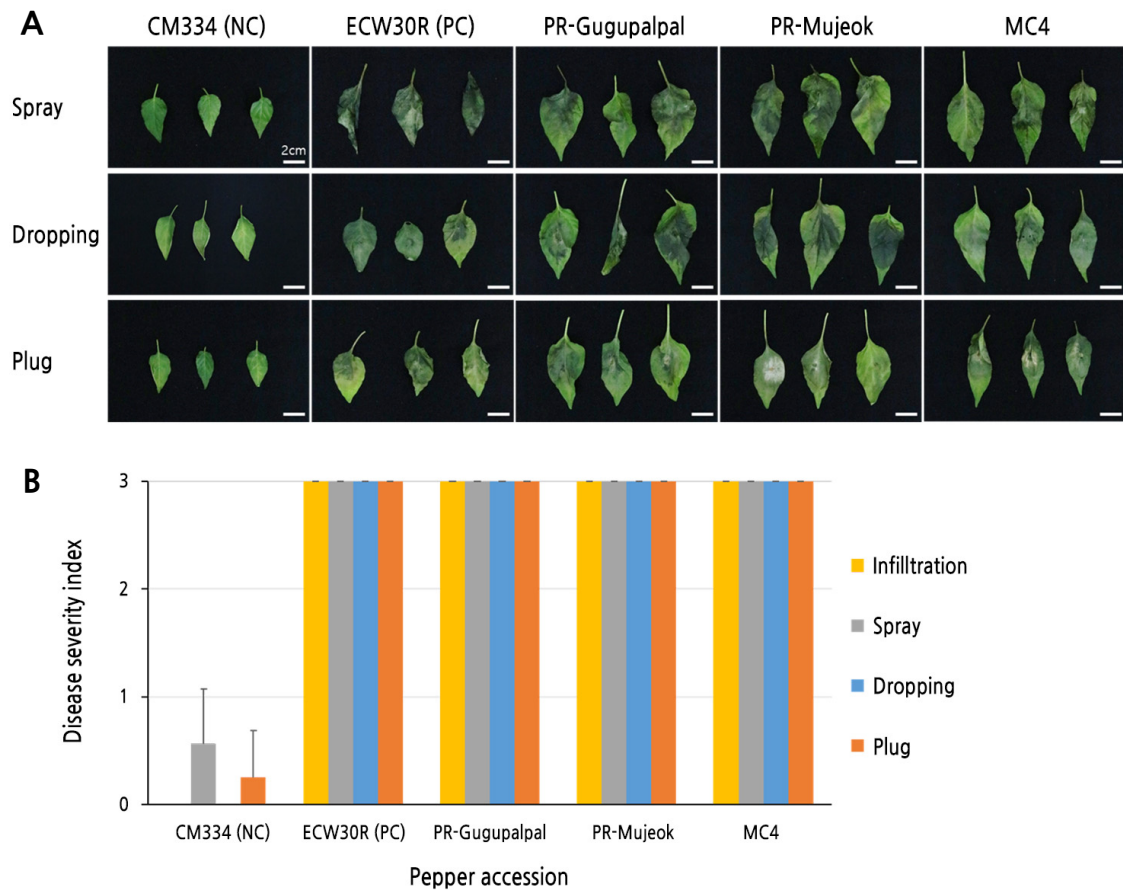 A
CM334 (NC) ECW30R (PC) PR-Gugupalpal PR-Mujeok MC4
Spray
2cm
Dropping
Plug
B
3
2
1
0
Disease severity index
CM334 (NC) ECW30R (PC) PR-Gugupalpal PR-Mujeok MC4
Pepper accession
Infilltration
Spray
Dropping
Plug